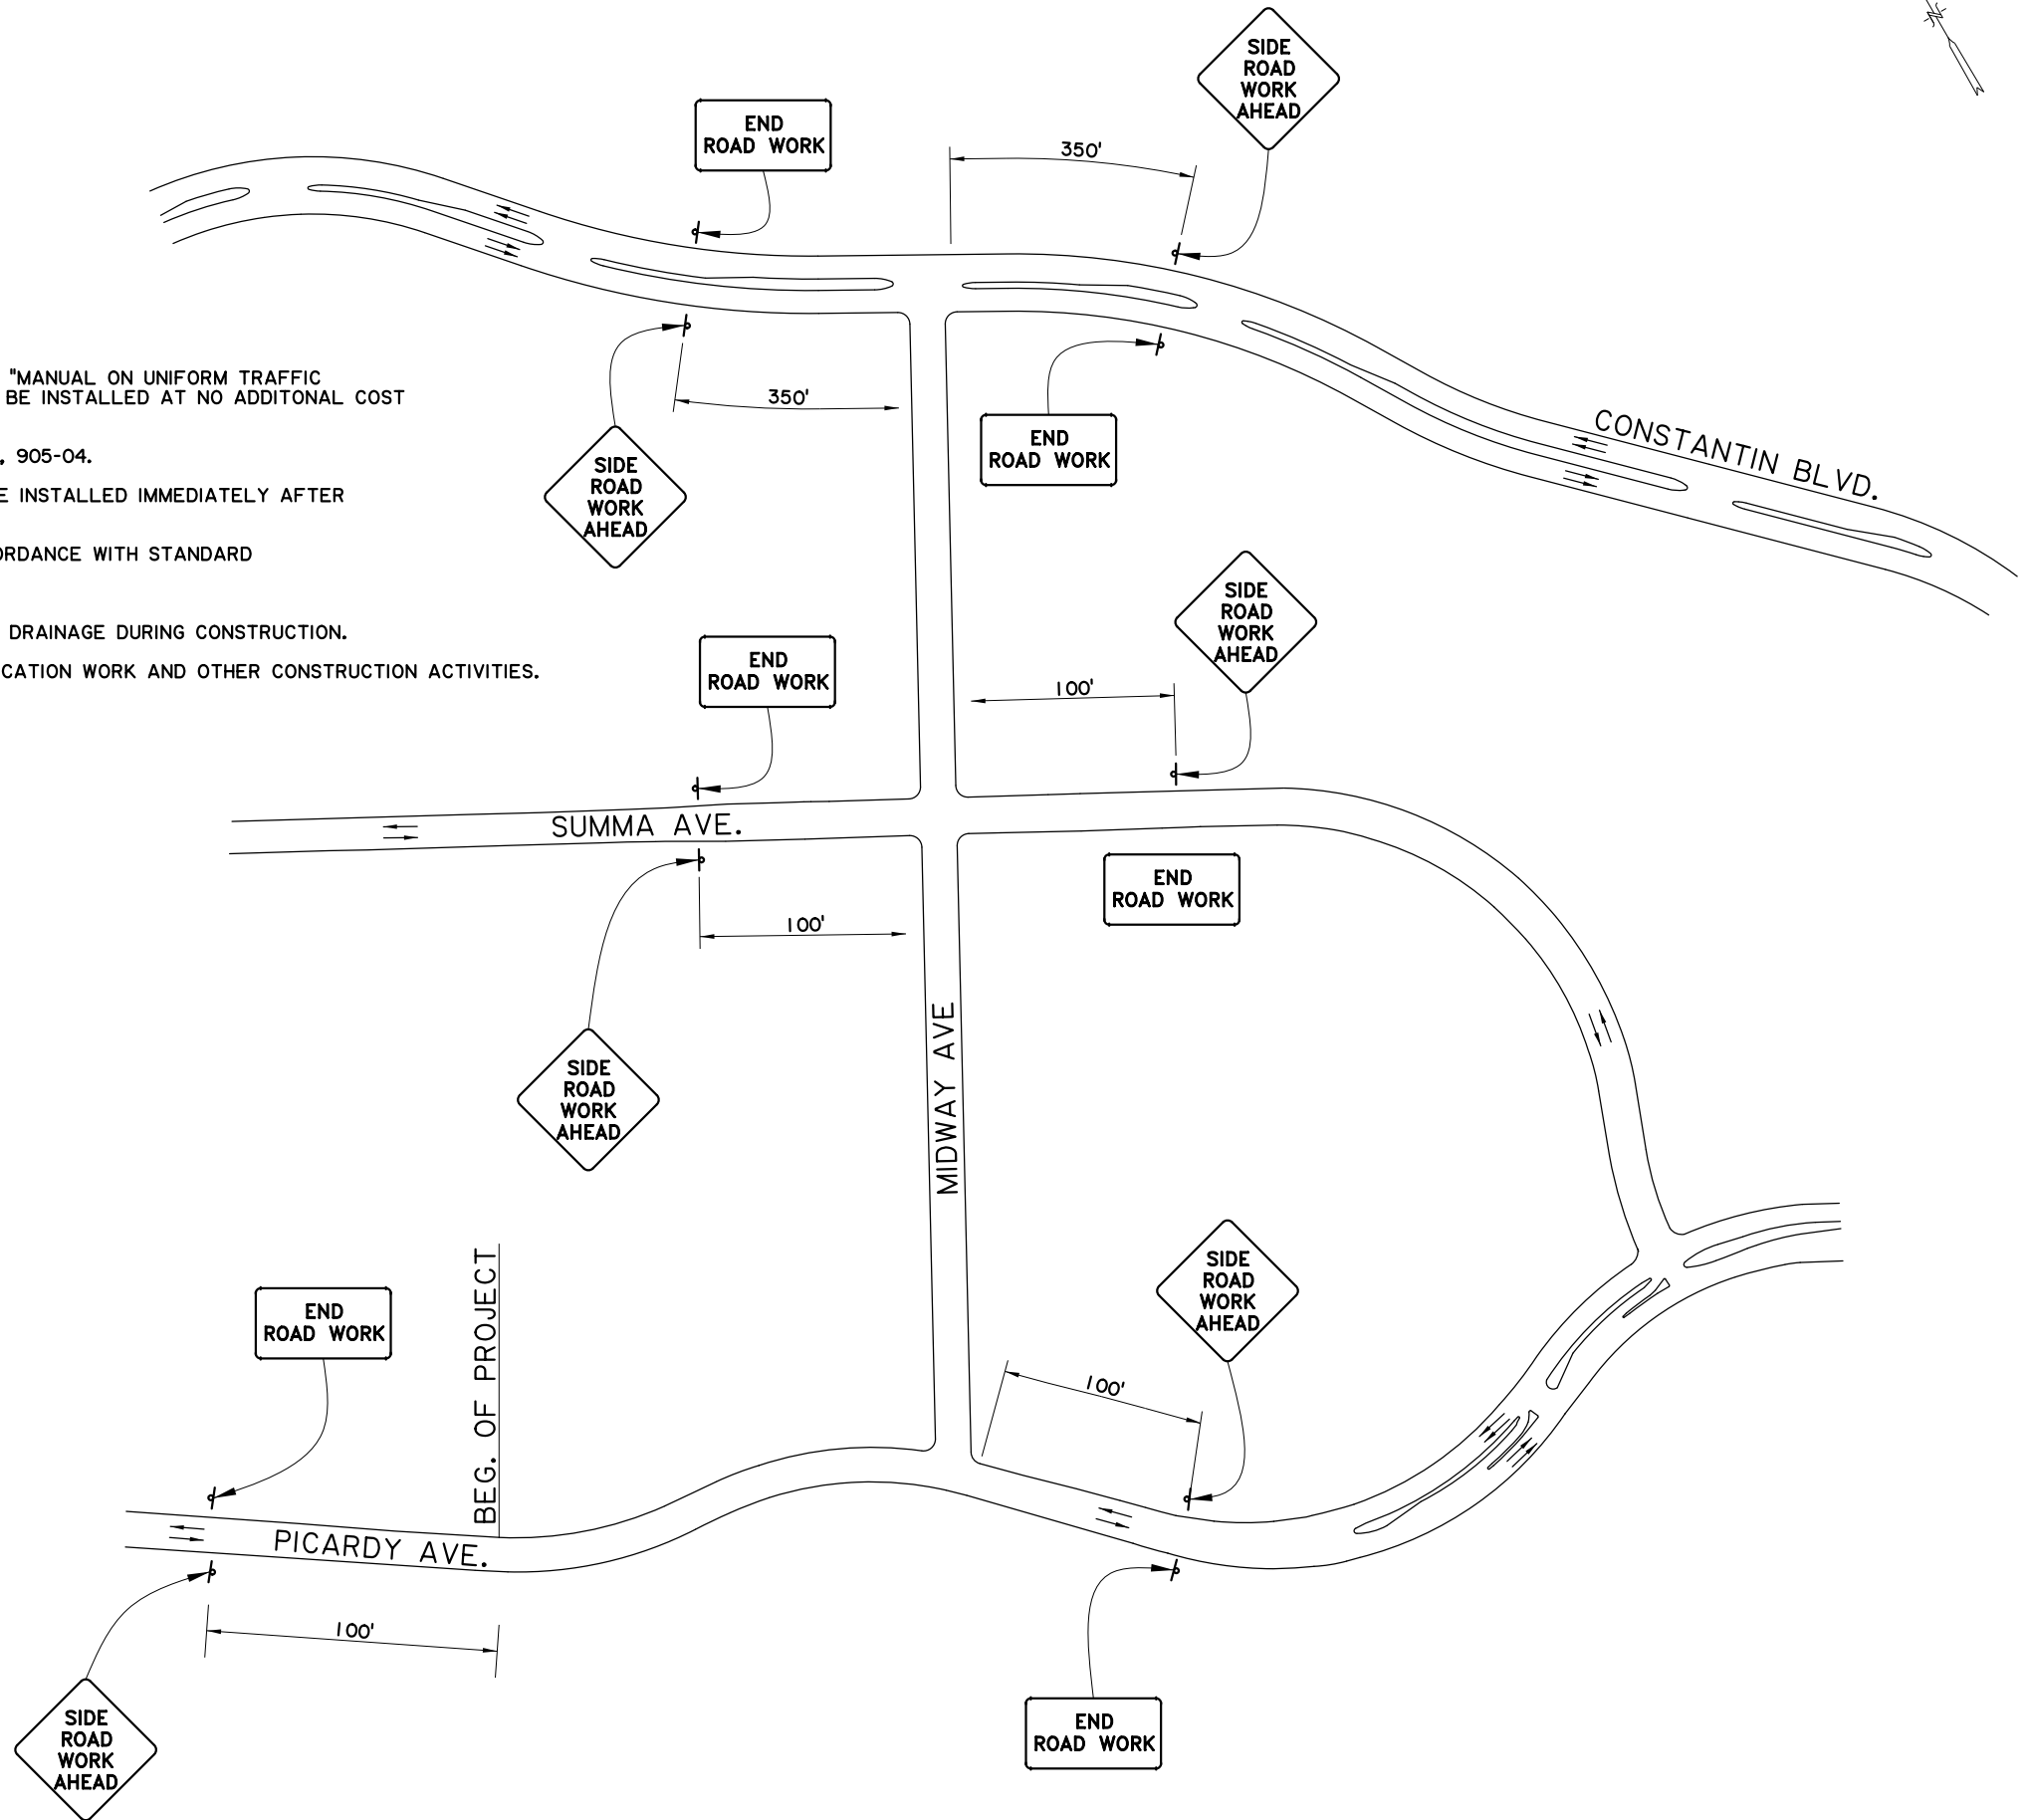 SIDE
ROAD
WORK
AHEAD
END
ROAD WORK
350'
"MANUAL ON UNIFORM TRAFFIC
BE INSTALLED AT NO ADDITONAL COST
350'
END
ROAD WORK
CONSTANTIN BLVD.
905-04.
SIDE
ROAD
WORK
AHEAD
INSTALLED IMMEDIATELY AFTER
WITH STANDARD
DRAINAGE DURING CONSTRUCTION.
WORK AND OTHER CONSTRUCTION ACTIVITIES.
SIDE
ROAD
WORK
AHEAD
END
ROAD WORK
100'
SUMMA AVE.
END
ROAD WORK
100'
SIDE
ROAD
WORK
AHEAD
MIDWAY AVE
SIDE
ROAD
WORK
AHEAD
END
ROAD WORK
BEG. OF PROJECT
100'
PICARDY AVE.
100'
SIDE
ROAD
WORK
AHEAD
END
ROAD WORK